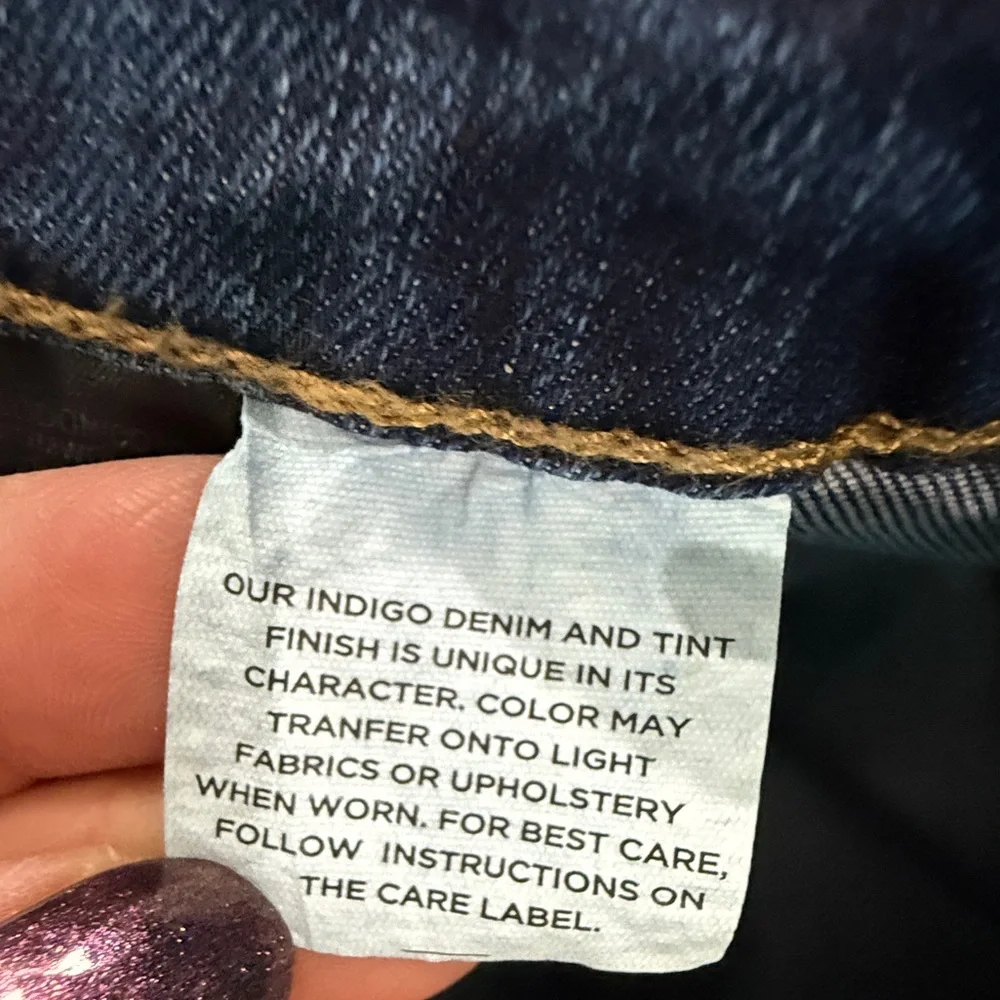 OUR INDIGO DENIM AND TINT
FINISH IS UNIQUE IN ITS
CHARACTER. COLOR MAY
TRANFER ONTO LIGHT
FABRICS OR UPHOLSTERY
WHEN WORN. FOR BEST CARE,
FOLLOW INSTRUCTIONS ON
THE CARE LABEL.